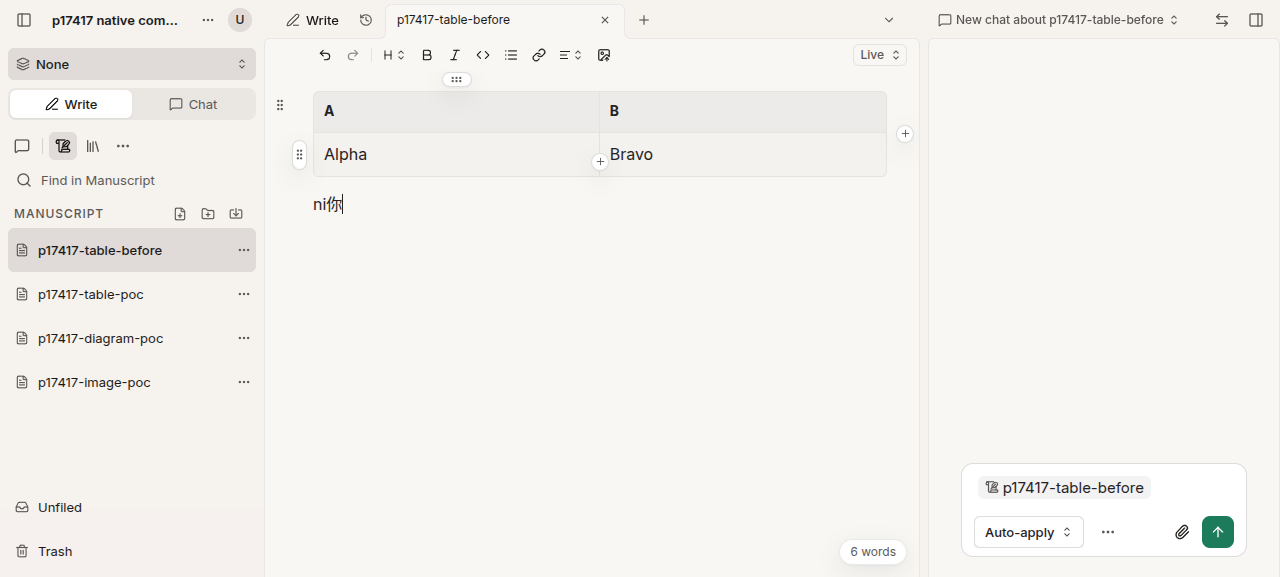 p17417 native com...
U
None
Write
Chat
Find in Manuscript
MANUSCRIPT
p17417-table-before
p17417-table-poc
p17417-diagram-poc
p17417-image-poc
Unfiled
Trash
Write
p17417-table-before
H
B
I
Live
A B
Alpha Bravo
ni你
6 words
New chat about p17417-table-before
p17417-table-before
Auto-apply